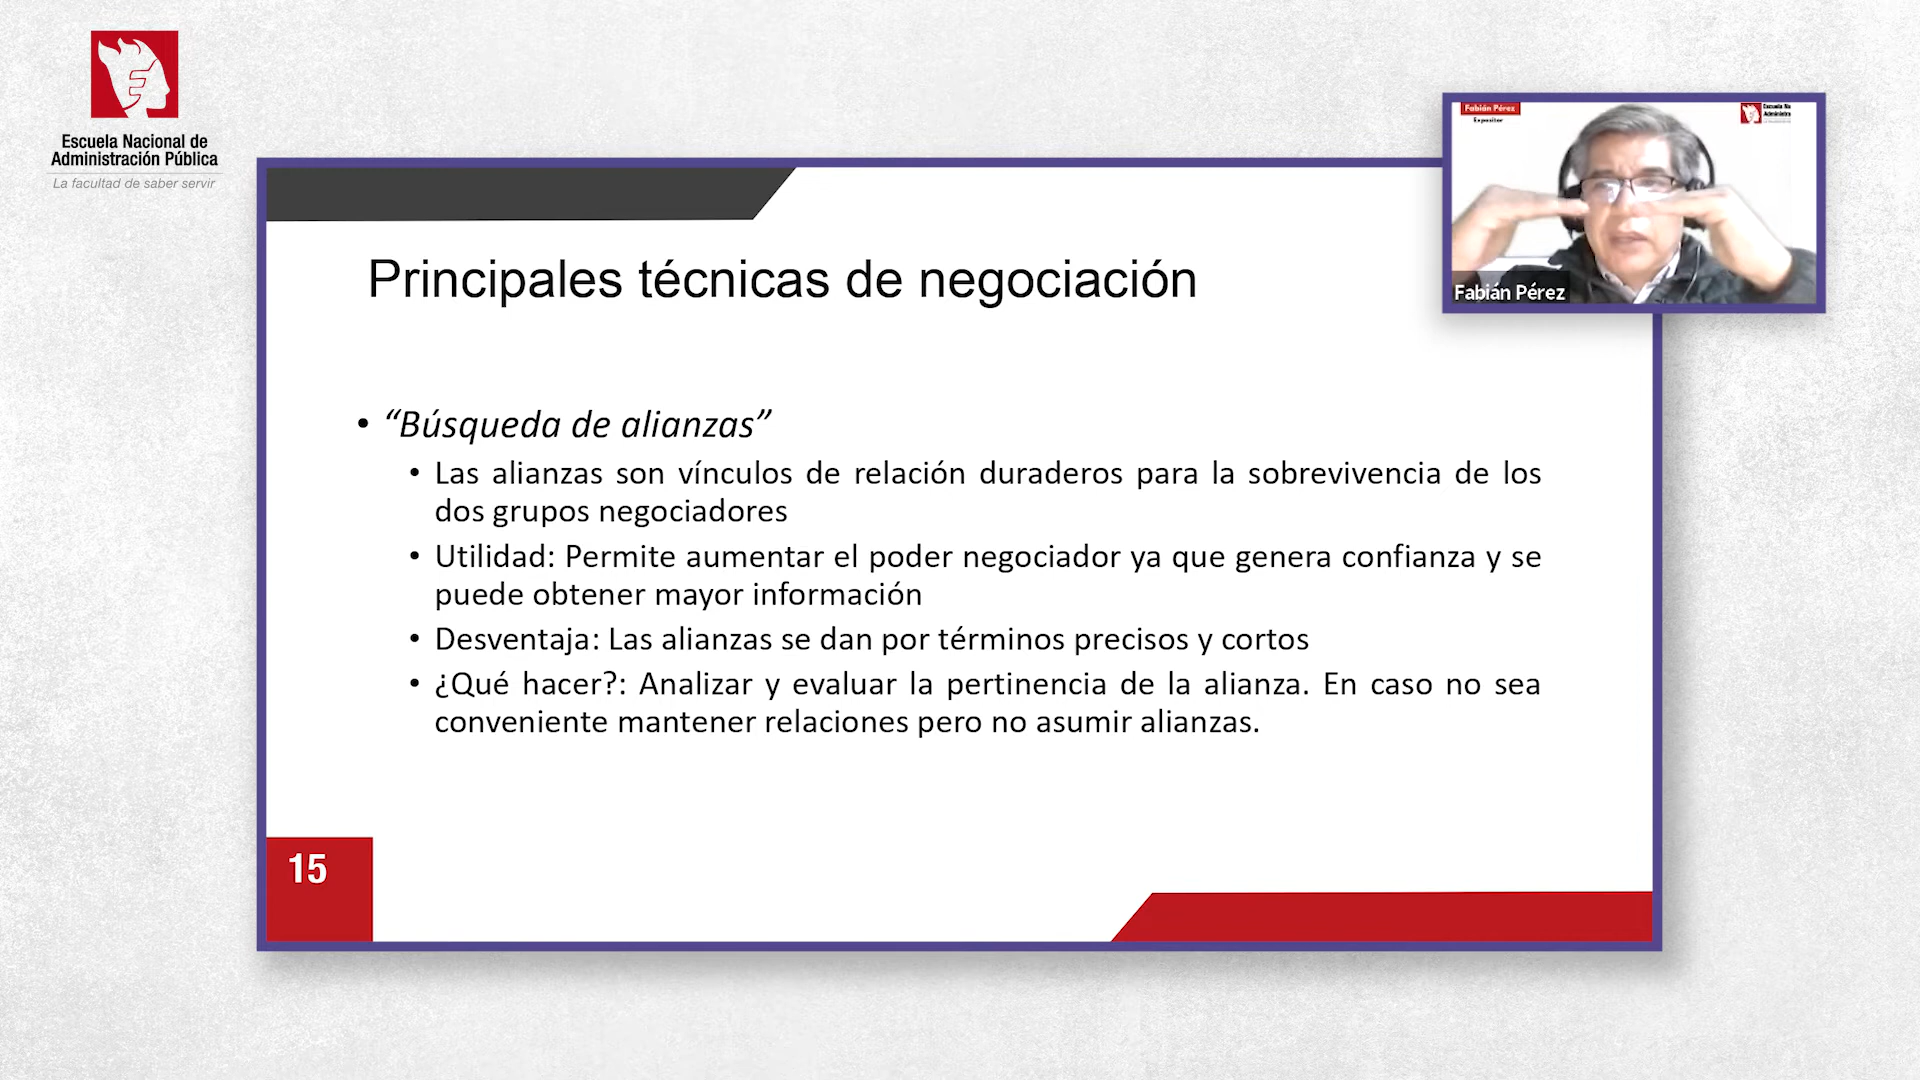 Escuela Nacional de
Administración Pública
La facultad de saber servir
Fabián Pérez
Expositor
Fabián Pérez
Principales técnicas de negociación
• “Búsqueda de alianzas”
• Las alianzas son vínculos de relación duraderos para la sobrevivencia de los
dos grupos negociadores
• Utilidad: Permite aumentar el poder negociador ya que genera confianza y se
puede obtener mayor información
• Desventaja: Las alianzas se dan por términos precisos y cortos
• ¿Qué hacer?: Analizar y evaluar la pertinencia de la alianza. En caso no sea
conveniente mantener relaciones pero no asumir alianzas.
15